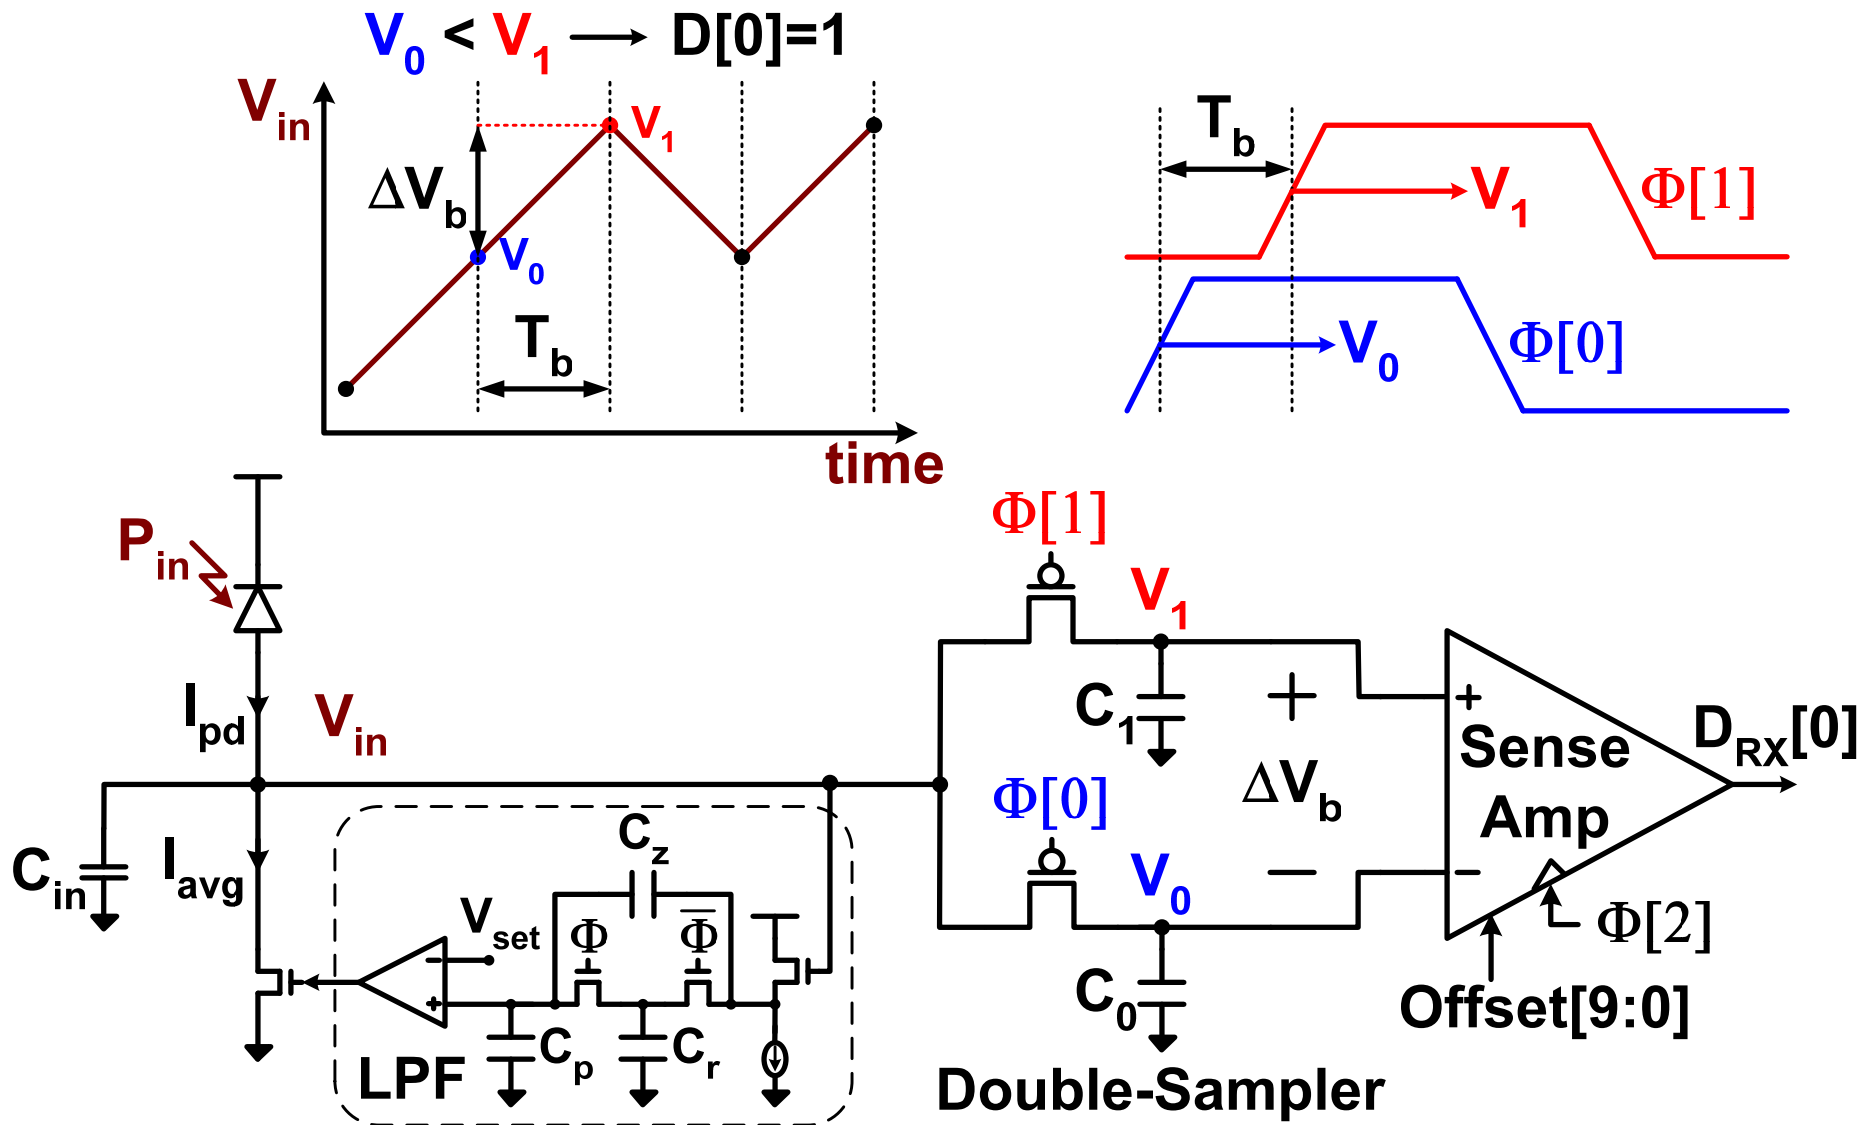 V0 < V1 → D[0]=1
Vin
V1
ΔVb
V0
Tb
time
Tb
V1
Φ[1]
V0
Φ[0]
Pin
Ipd
Vin
Cin
Iavg
Vset
Cz
Φ
Φ̅
-
+
Cp
Cr
LPF
Φ[1]
V1
C1
+
ΔVb
−
Φ[0]
V0
C0
+
Sense
Amp
-
DRX[0]
Φ[2]
Offset[9:0]
Double-Sampler